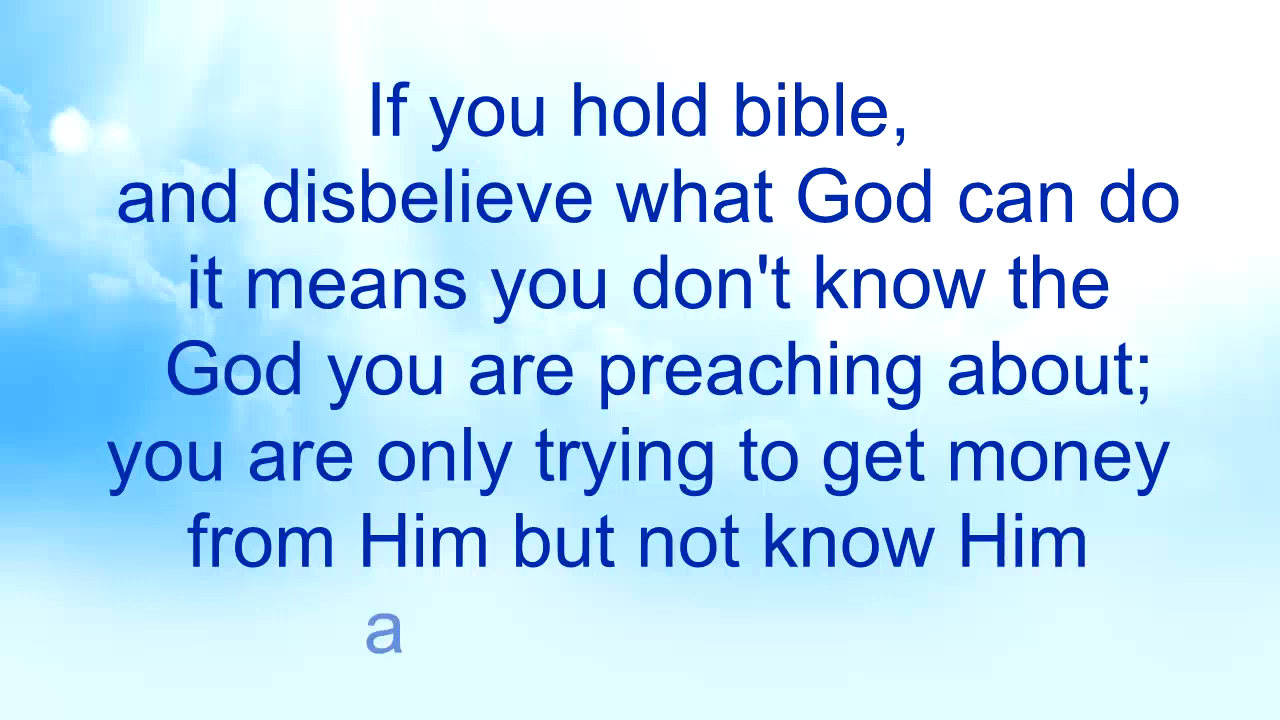 If you hold bible,
and disbelieve what God can do
it means you don't know the
God you are preaching about;
you are only trying to get money
from Him but not know Him
a